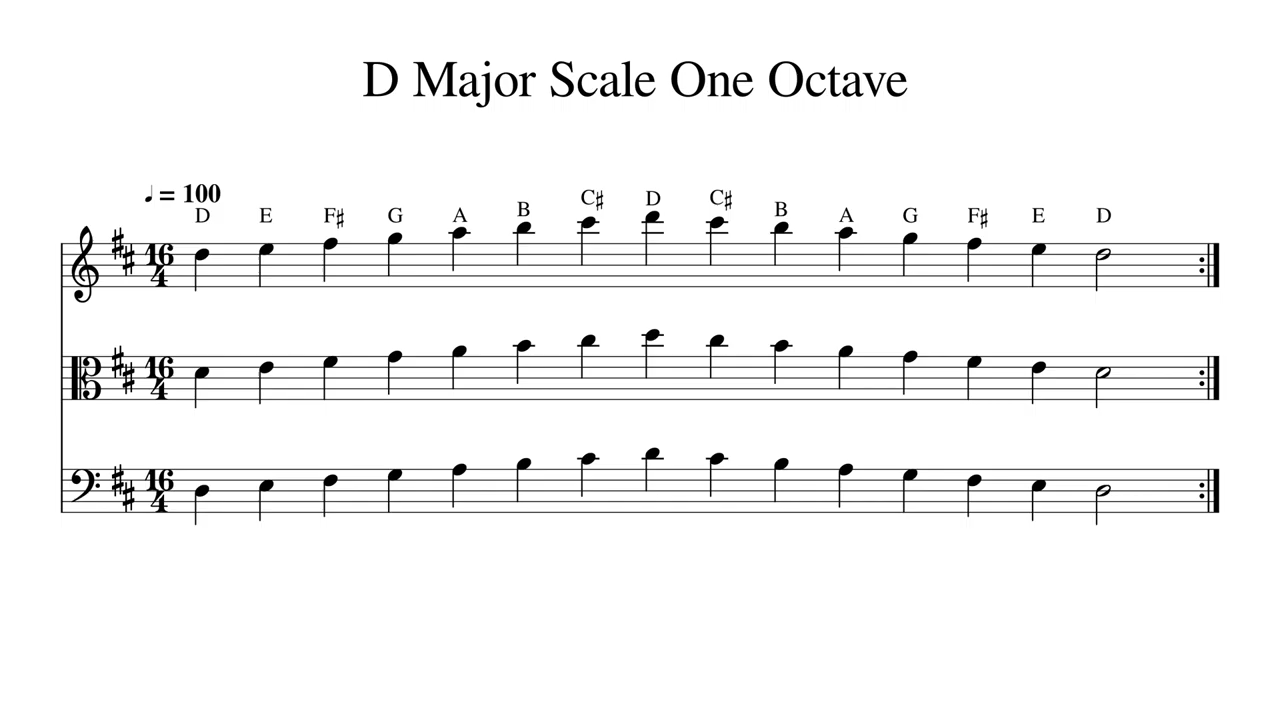 D Major Scale One Octave
♩ = 100
D E F♯ G A B C♯ D C♯ B A G F♯ E D
16
4
16
4
16
4